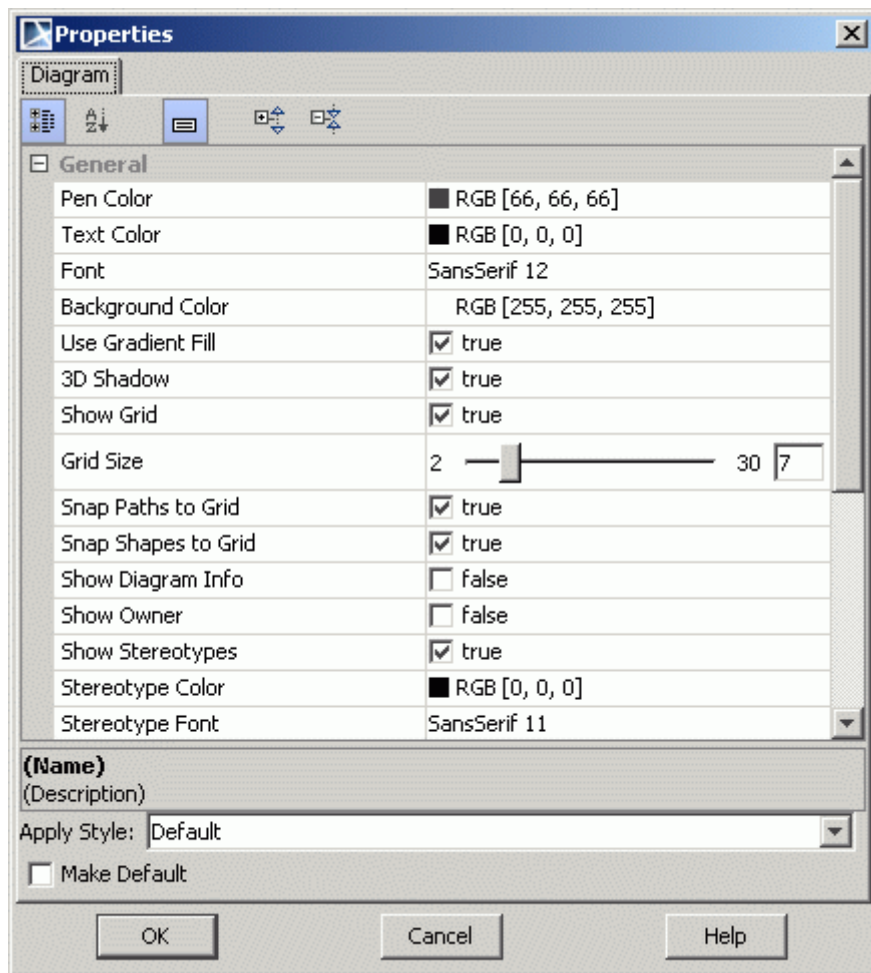 Properties
Diagram
General
Pen Color RGB [66, 66, 66]
Text Color RGB [0, 0, 0]
Font SansSerif 12
Background Color RGB [255, 255, 255]
Use Gradient Fill true
3D Shadow true
Show Grid true
Grid Size 2 30 7
Snap Paths to Grid true
Snap Shapes to Grid true
Show Diagram Info false
Show Owner false
Show Stereotypes true
Stereotype Color RGB [0, 0, 0]
Stereotype Font SansSerif 11
(Name)
(Description)
Apply Style: Default
Make Default
OK Cancel Help